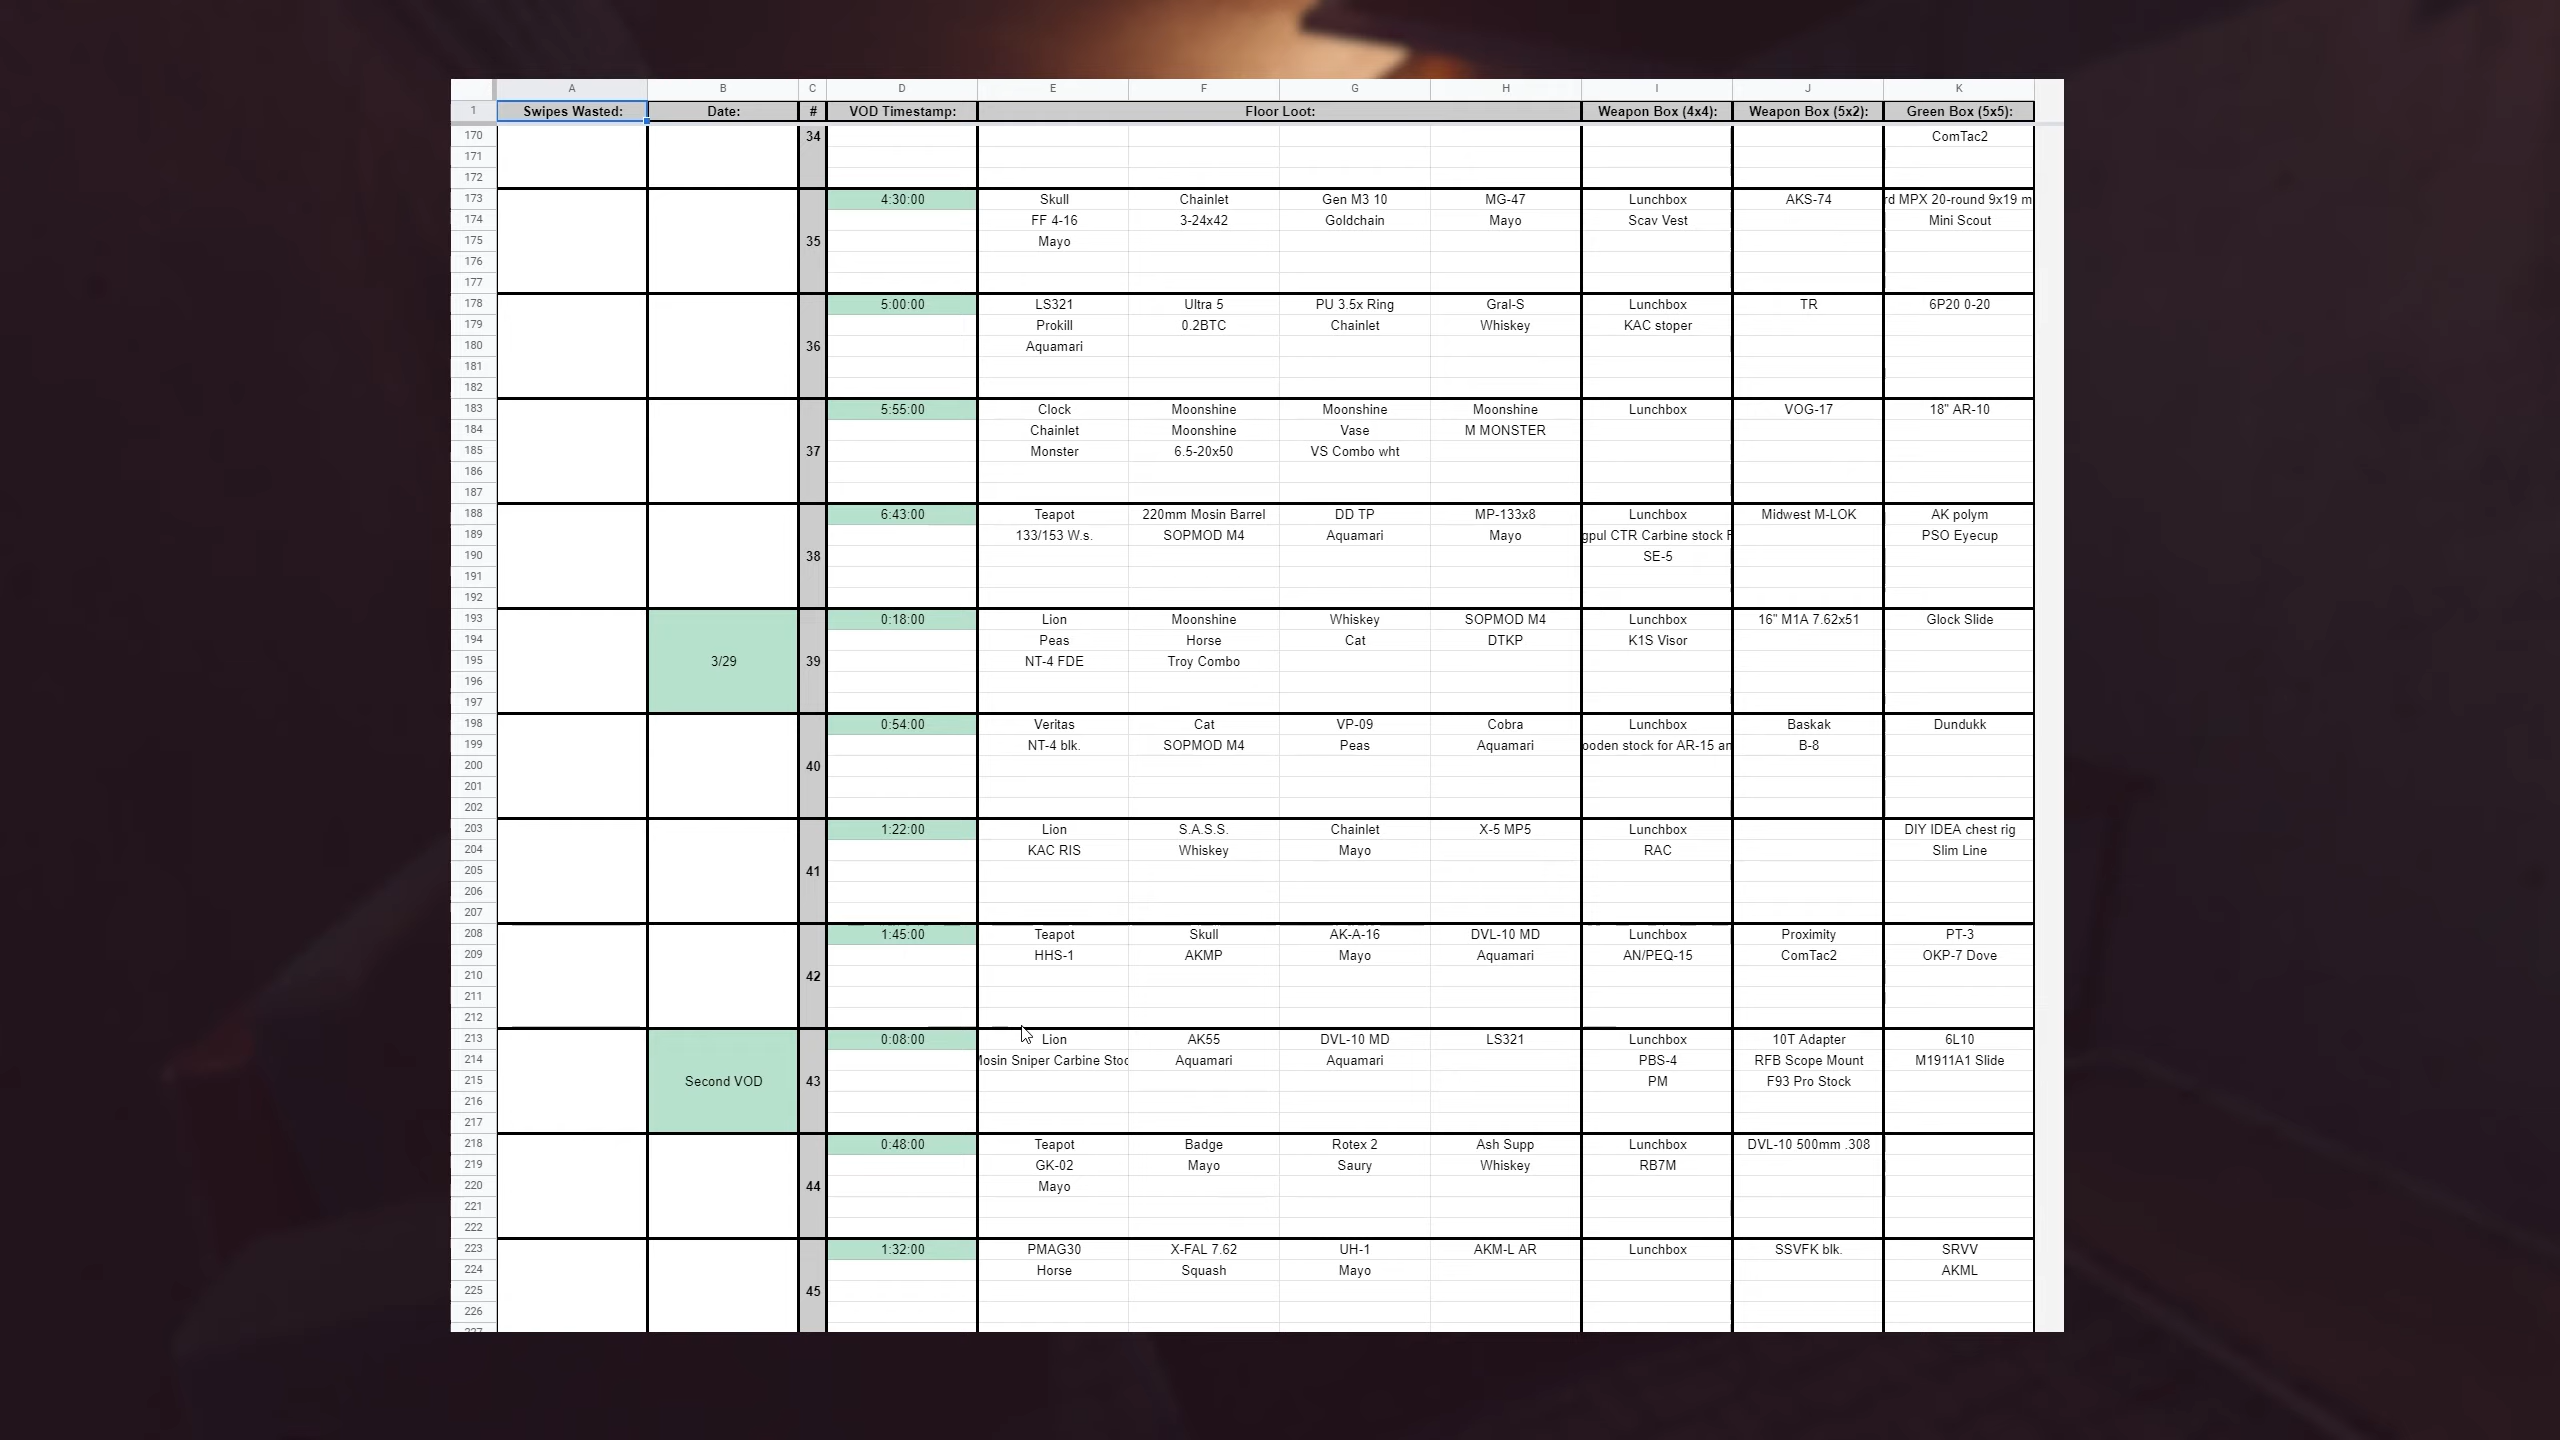 A B C D E F G H I J K
1 Swipes Wasted: Date: # VOD Timestamp: Floor Loot: Weapon Box (4x4): Weapon Box (5x2): Green Box (5x5):
170 34 ComTac2
171
172
173 4:30:00 Skull Chainlet Gen M3 10 MG-47 Lunchbox AKS-74 rd MPX 20-round 9x19 m
174 FF 4-16 3-24x42 Goldchain Mayo Scav Vest Mini Scout
175 35 Mayo
176
177
178 5:00:00 LS321 Ultra 5 PU 3.5x Ring Gral-S Lunchbox TR 6P20 0-20
179 Prokill 0.2BTC Chainlet Whiskey KAC stoper
180 36 Aquamari
181
182
183 5:55:00 Clock Moonshine Moonshine Moonshine Lunchbox VOG-17 18" AR-10
184 Chainlet Moonshine Vase M MONSTER
185 37 Monster 6.5-20x50 VS Combo wht
186
187
188 6:43:00 Teapot 220mm Mosin Barrel DD TP MP-133x8 Lunchbox Midwest M-LOK AK polym
189 133/153 W.s. SOPMOD M4 Aquamari Mayo gpul CTR Carbine stock F PSO Eyecup
190 38 SE-5
191
192
193 0:18:00 Lion Moonshine Whiskey SOPMOD M4 Lunchbox 16" M1A 7.62x51 Glock Slide
194 Peas Horse Cat DTKP K1S Visor
195 3/29 39 NT-4 FDE Troy Combo
196
197
198 0:54:00 Veritas Cat VP-09 Cobra Lunchbox Baskak Dundukk
199 NT-4 blk. SOPMOD M4 Peas Aquamari ooden stock for AR-15 an B-8
200 40
201
202
203 1:22:00 Lion S.A.S.S. Chainlet X-5 MP5 Lunchbox DIY IDEA chest rig
204 KAC RIS Whiskey Mayo RAC Slim Line
205 41
206
207
208 1:45:00 Teapot Skull AK-A-16 DVL-10 MD Lunchbox Proximity PT-3
209 HHS-1 AKMP Mayo Aquamari AN/PEQ-15 ComTac2 OKP-7 Dove
210 42
211
212
213 0:08:00 Lion AK55 DVL-10 MD LS321 Lunchbox 10T Adapter 6L10
214 Mosin Sniper Carbine Stoc Aquamari Aquamari PBS-4 RFB Scope Mount M1911A1 Slide
215 Second VOD 43 PM F93 Pro Stock
216
217
218 0:48:00 Teapot Badge Rotex 2 Ash Supp Lunchbox DVL-10 500mm .308
219 GK-02 Mayo Saury Whiskey RB7M
220 44 Mayo
221
222
223 1:32:00 PMAG30 X-FAL 7.62 UH-1 AKM-L AR Lunchbox SSVFK blk. SRVV
224 Horse Squash Mayo AKML
225 45
226